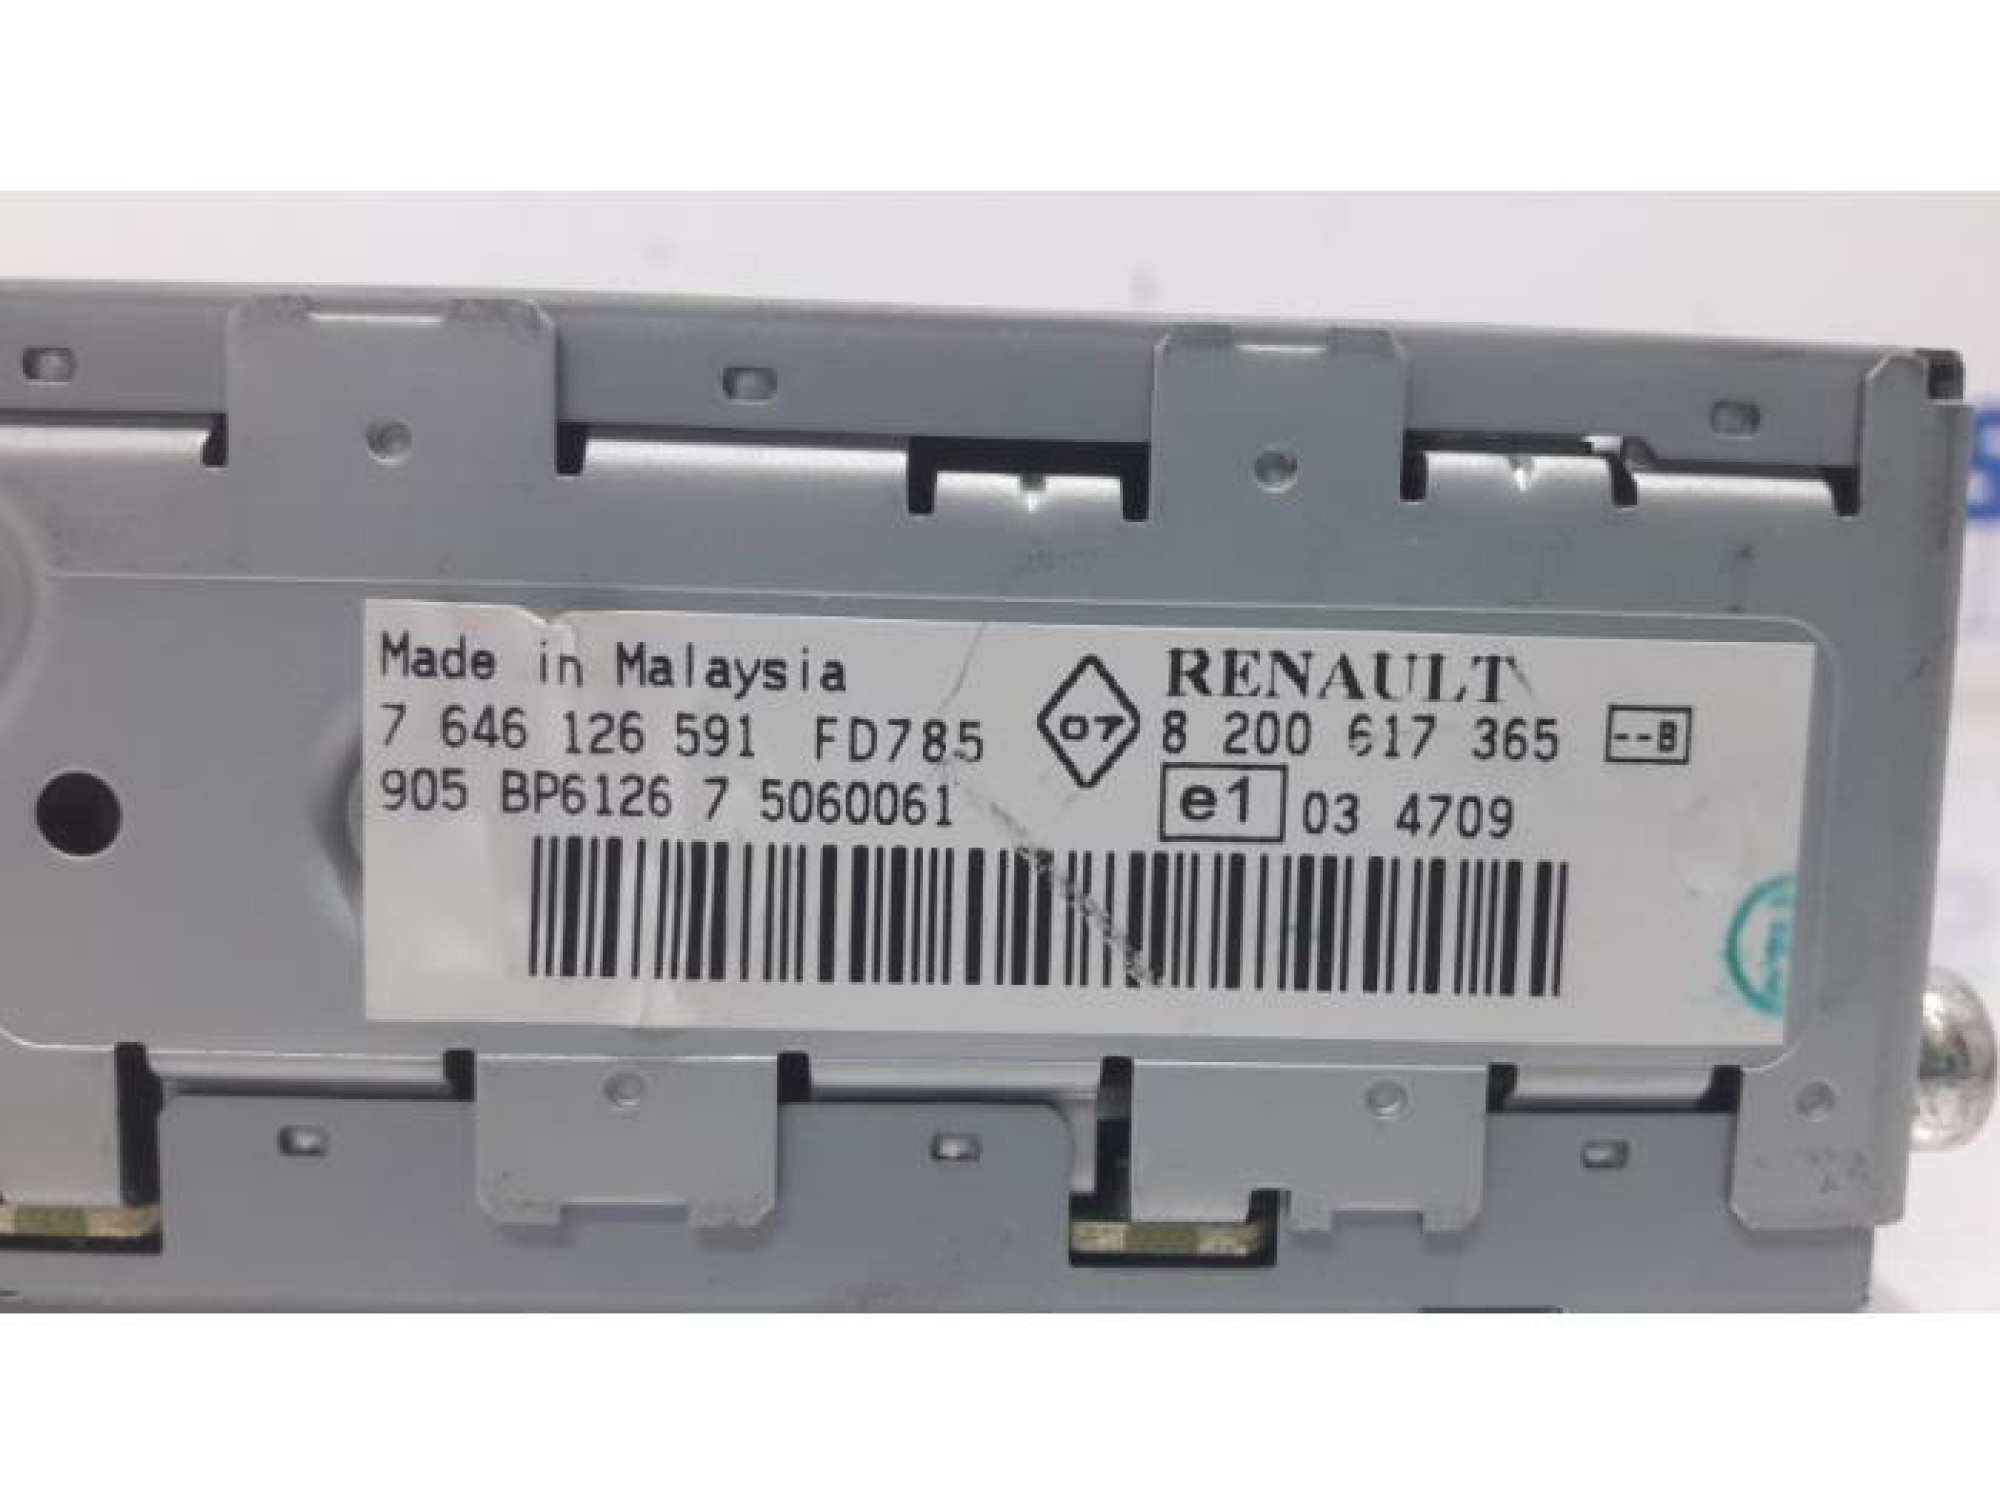 Made in Malaysia
7 646 126 591 FD785
905 BP6126 7 5060061
07
RENAULT
8 200 617 365 --B
e1 03 4709